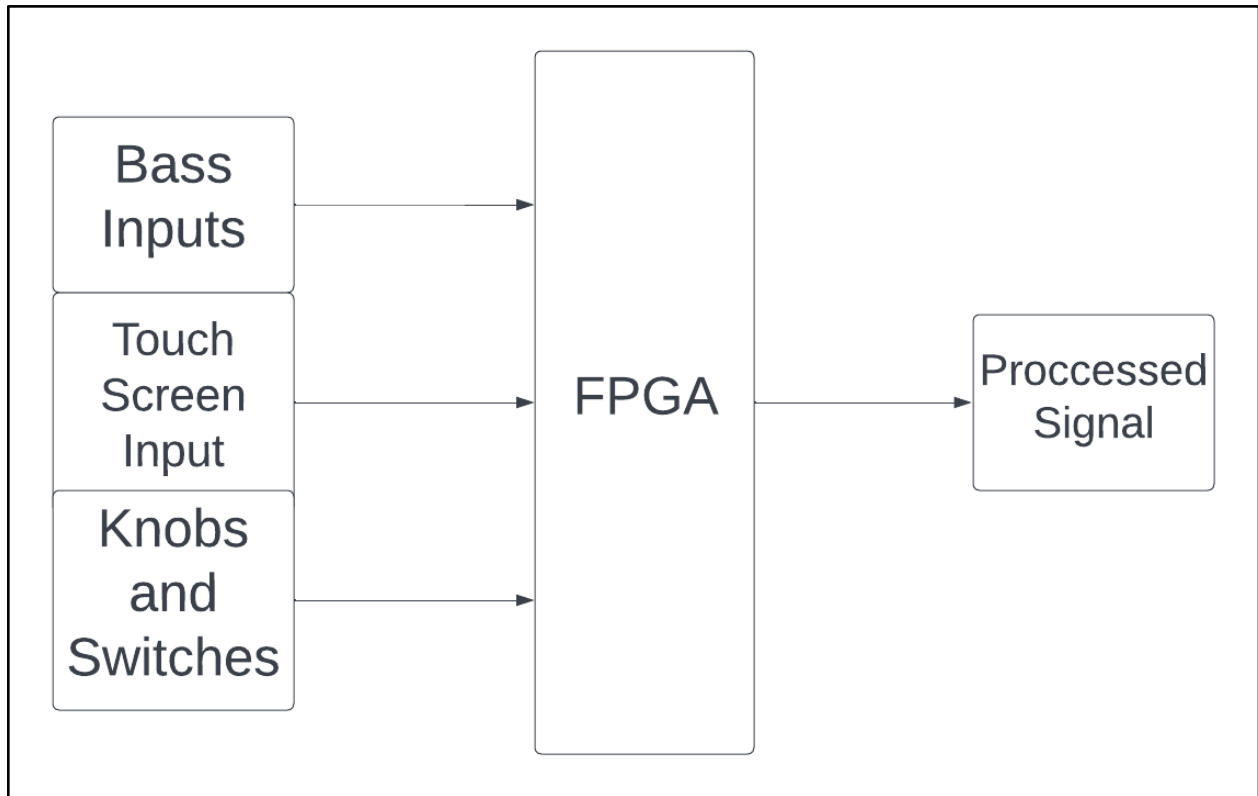 Bass
Inputs
Touch
Screen
Input
Knobs
and
Switches
FPGA
Proccessed
Signal